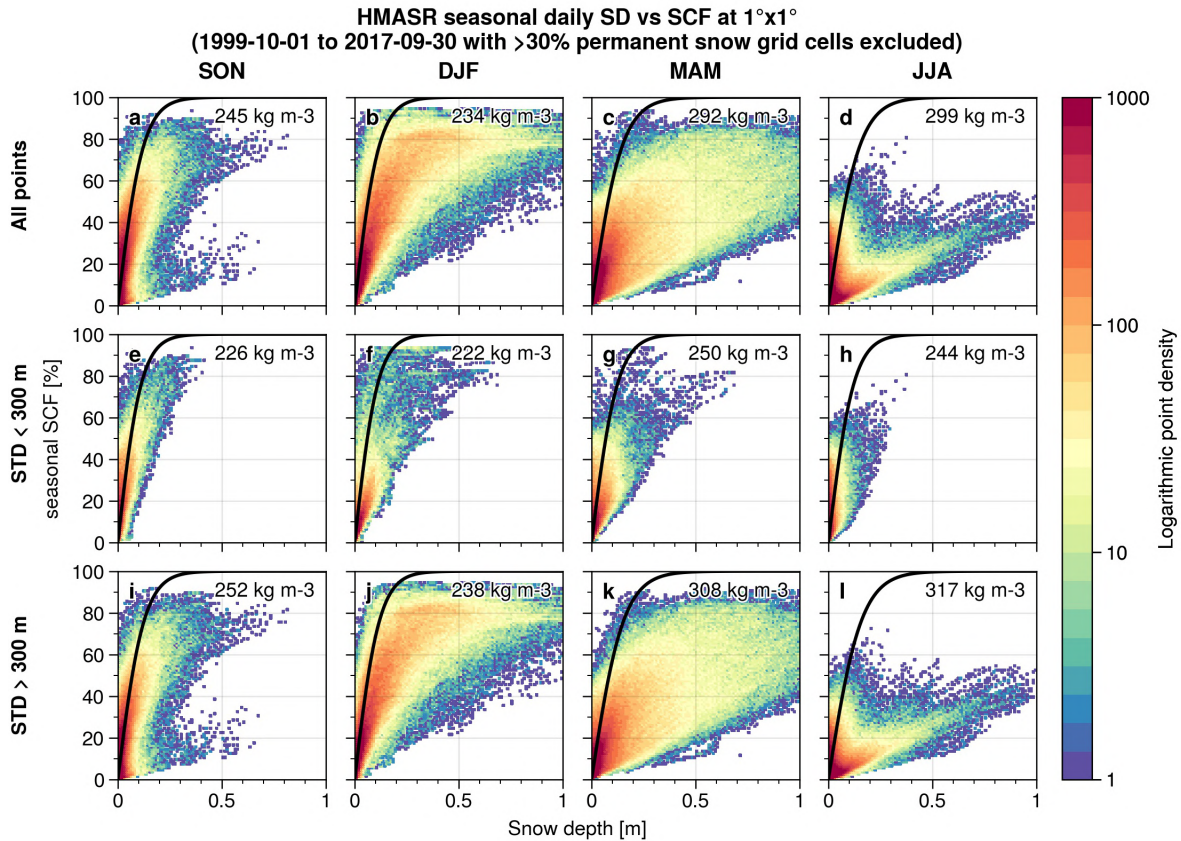 HMASR seasonal daily SD vs SCF at 1°x1°
(1999-10-01 to 2017-09-30 with >30% permanent snow grid cells excluded)
SON DJF MAM JJA
All points
100
80
60
40
20
0
a 245 kg m-3
b 234 kg m-3
c 292 kg m-3
d 299 kg m-3
STD < 300 m
seasonal SCF [%]
100
80
60
40
20
0
e 226 kg m-3
f 222 kg m-3
g 250 kg m-3
h 244 kg m-3
STD > 300 m
100
80
60
40
20
0
i 252 kg m-3
j 238 kg m-3
k 308 kg m-3
l 317 kg m-3
0 0.5 1
0 0.5 1
0 0.5 1
0 0.5 1
Snow depth [m]
1000
100
10
1
Logarithmic point density